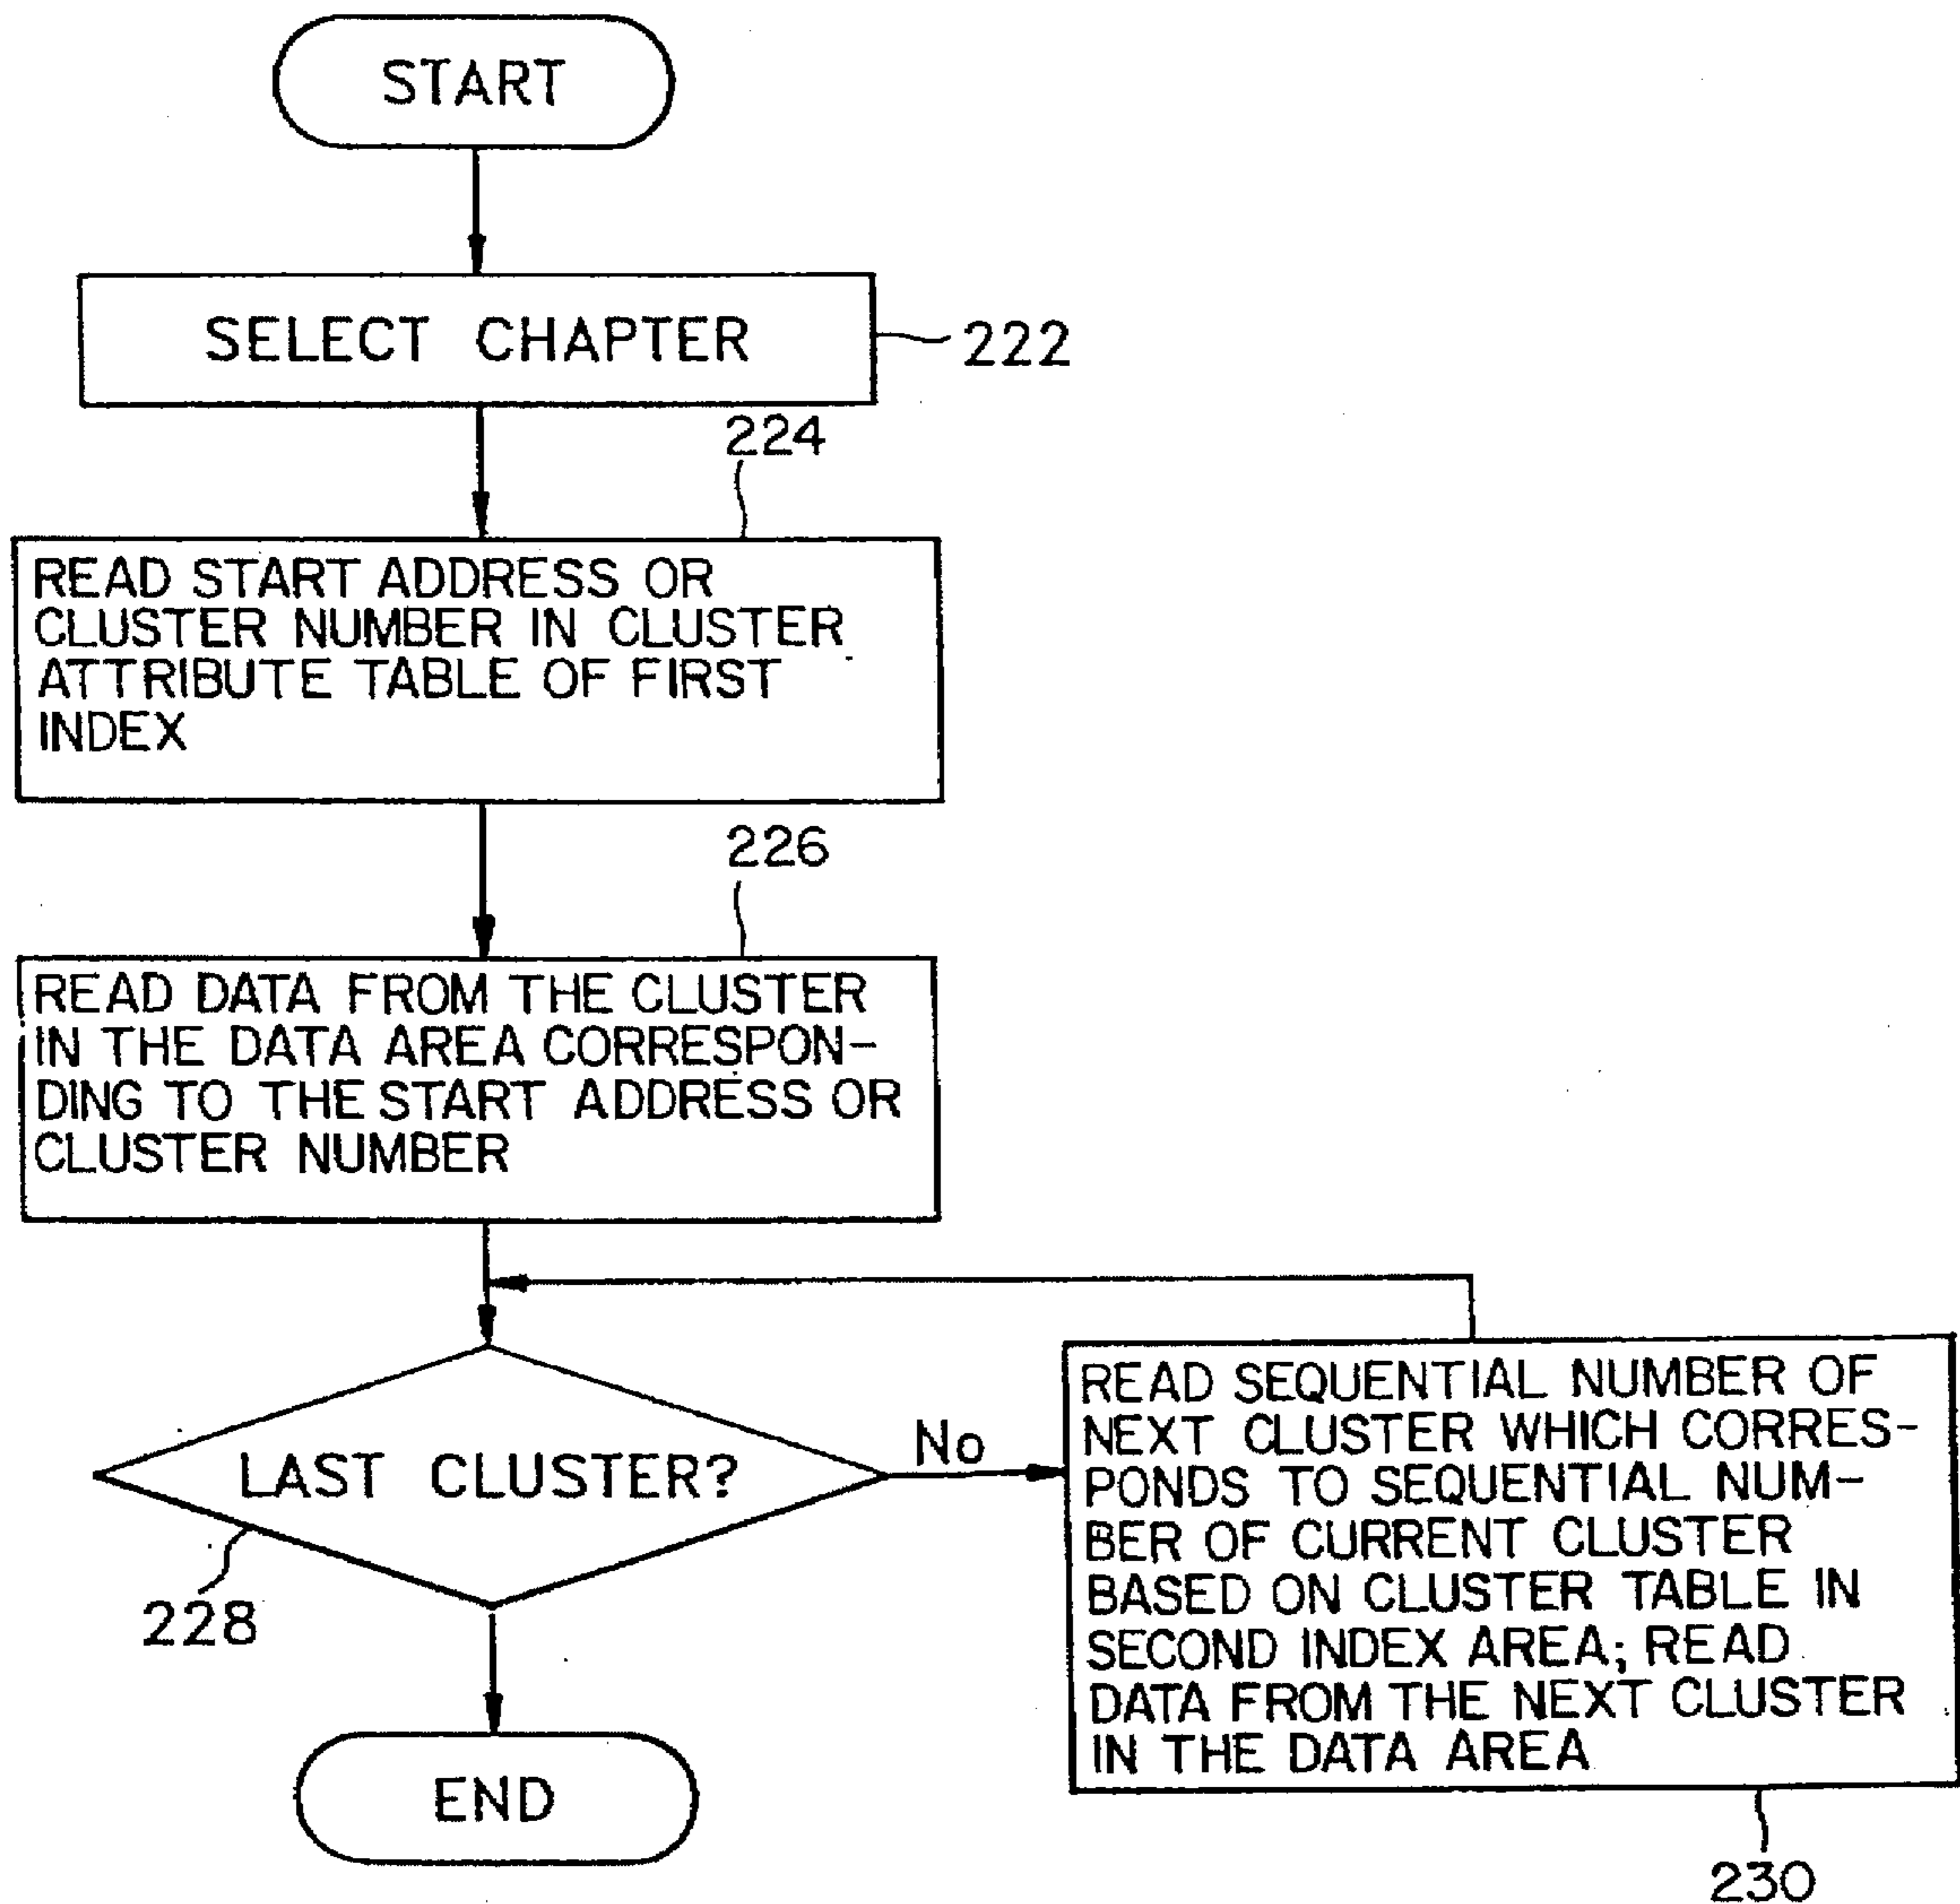 START
SELECT CHAPTER
222
224
READ START ADDRESS OR
CLUSTER NUMBER IN CLUSTER
ATTRIBUTE TABLE OF FIRST
INDEX
226
READ DATA FROM THE CLUSTER
IN THE DATA AREA CORRESPON-
DING TO THE START ADDRESS OR
CLUSTER NUMBER
LAST CLUSTER?
No
228
READ SEQUENTIAL NUMBER OF
NEXT CLUSTER WHICH CORRES-
PONDS TO SEQUENTIAL NUM-
BER OF CURRENT CLUSTER
BASED ON CLUSTER TABLE IN
SECOND INDEX AREA; READ
DATA FROM THE NEXT CLUSTER
IN THE DATA AREA
230
END